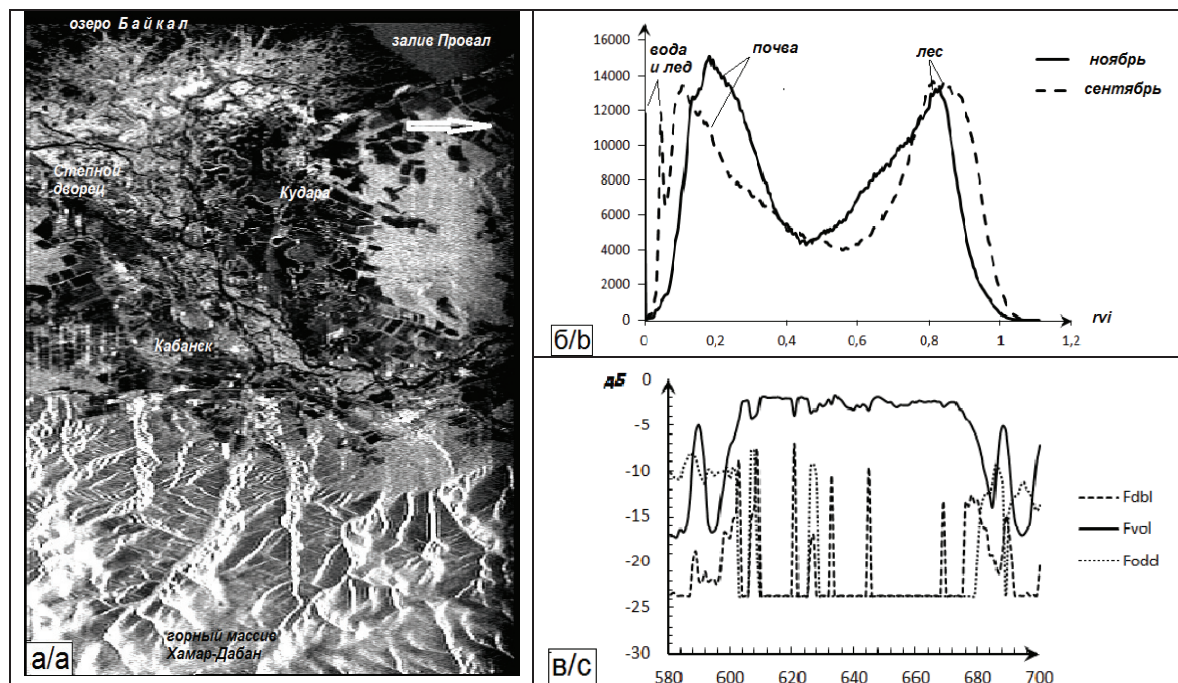 озеро Байкал
залив Провал
Степной
дворец
Кудара
Кабанск
горный массив
Хамар-Дабан
а/a
16000
14000
12000
10000
8000
6000
4000
2000
0
вода
и лед
почва
лес
ноябрь
сентябрь
0 0,2 0,4 0,6 0,8 1 1,2
rvi
б/b
дБ
0
-5
-10
-15
-20
-25
-30
580 600 620 640 660 680 700
Fdbl
Fvol
Fodd
в/c